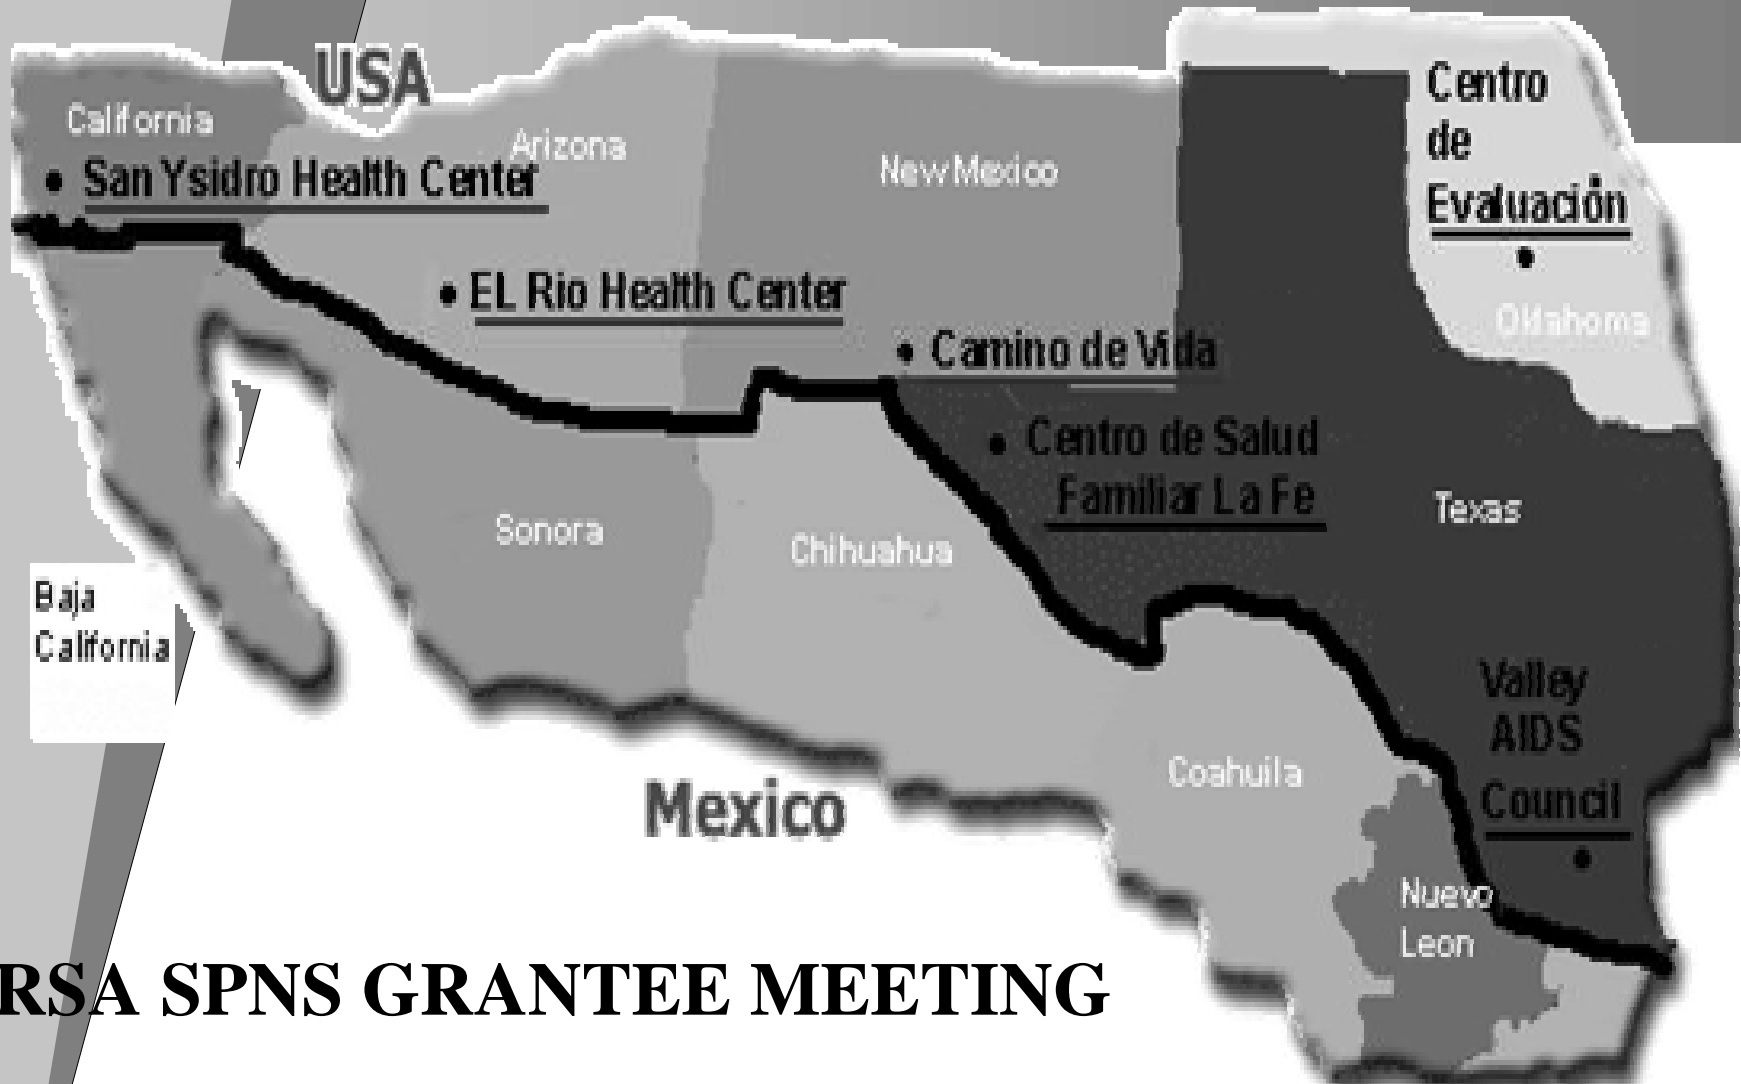 USA
California
Arizona
New Mexico
Centro
de
Evaluación
• San Ysidro Health Center
• EL Rio Health Center
Oklahoma
• Camino de Vida
• Centro de Salud
Familiar La Fe
Texas
Sonora
Chihuahua
Baja
California
Valley
AIDS
Council
Coahuila
Mexico
Nuevo
Leon
RSA SPNS GRANTEE MEETING